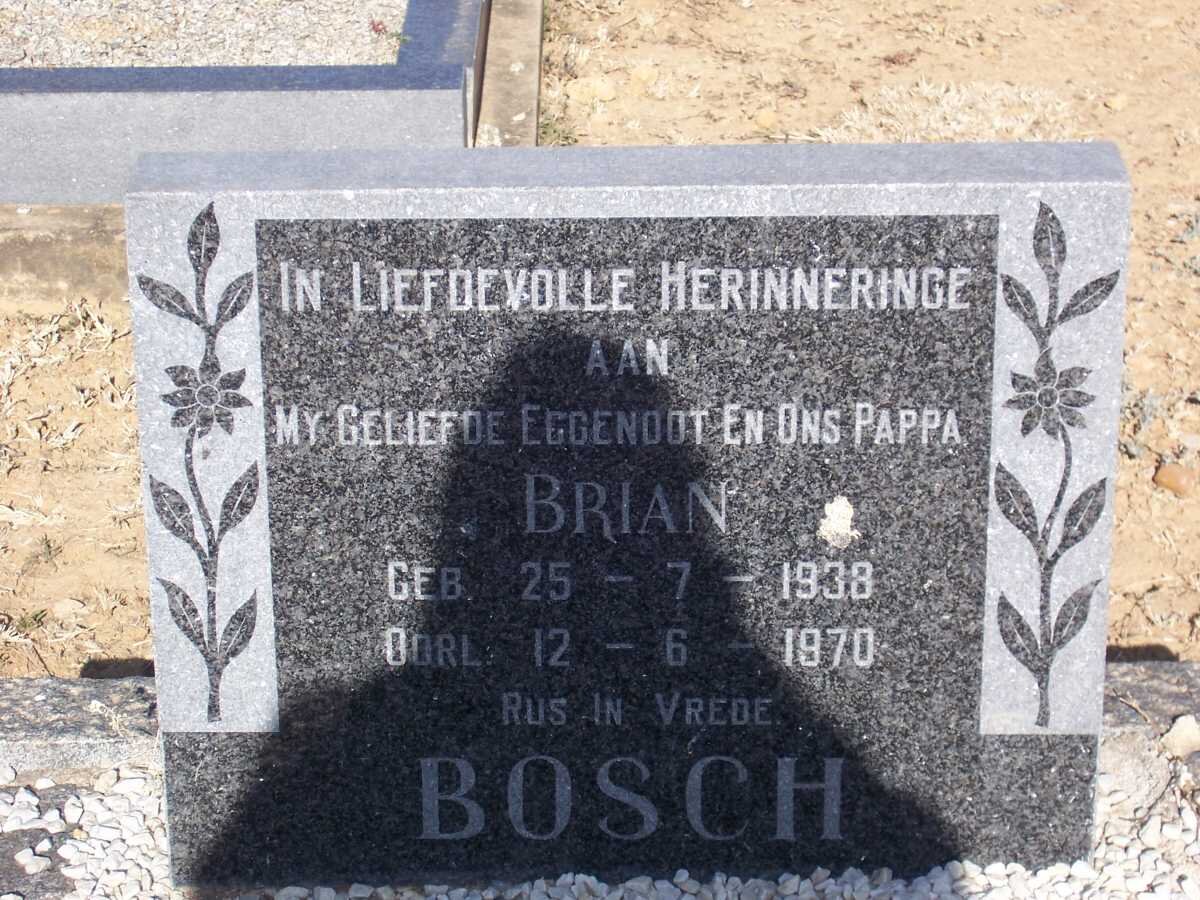 In Liefdevolle Herinneringe
aan
My Geliefde Eggenoot En Ons Pappa
Brian
Geb. 25 - 7 - 1938
Oorl. 12 - 6 - 1970
Rus In Vrede.
BOSCH